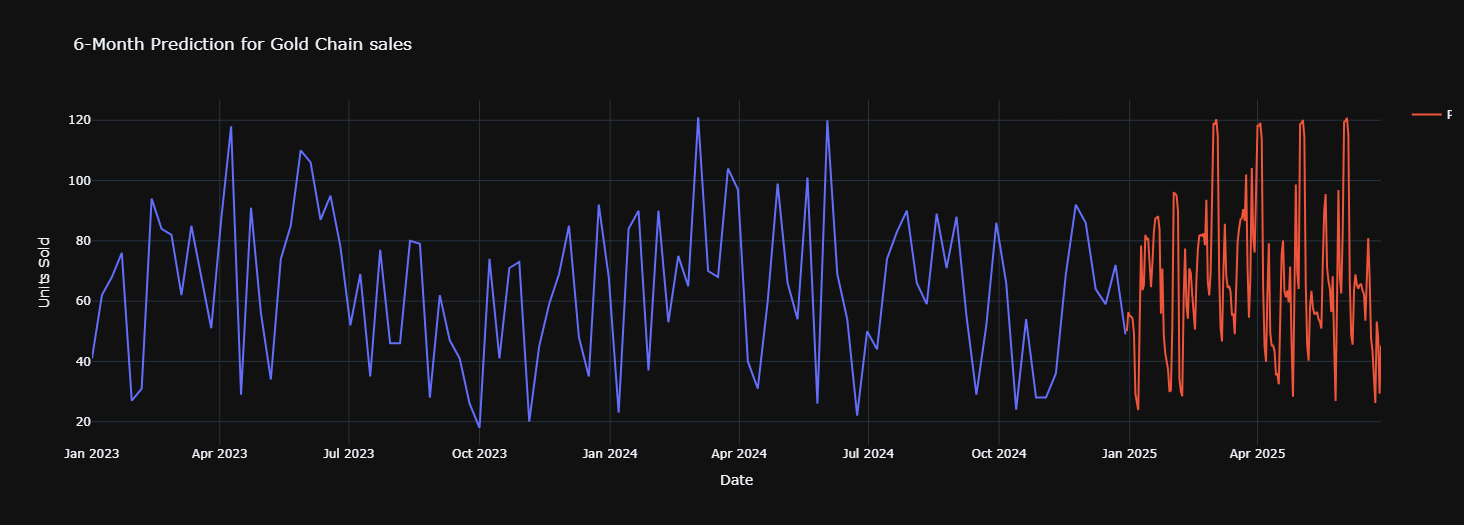 6-Month Prediction for Gold Chain sales
120
100
80
60
40
20
Units Sold
Jan 2023 Apr 2023 Jul 2023 Oct 2023 Jan 2024 Apr 2024 Jul 2024 Oct 2024 Jan 2025 Apr 2025
Date